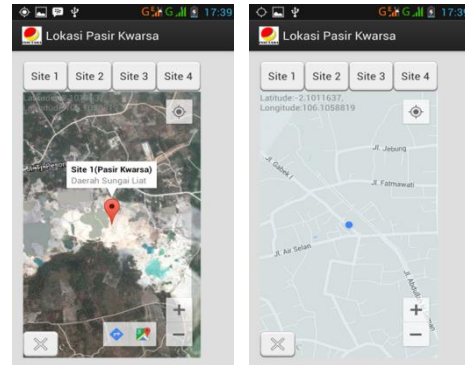 17:39
Lokasi Pasir Kwarsa
Site 1 Site 2 Site 3 Site 4
Site 1(Pasir Kwarsa)
Daerah Sungai Liat
17:39
Lokasi Pasir Kwarsa
Site 1 Site 2 Site 3 Site 4
Latitude:-2.1011637,
Longitude:106.1058819
Jl. Jebung
Jl. Gabek I
Jl. Fatmawati
Jl. Air Selan